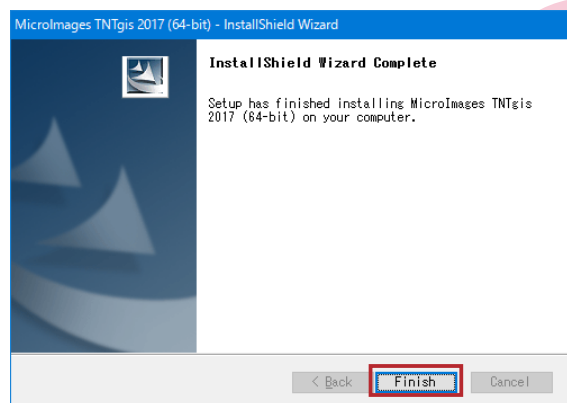 MicroImages TNTgis 2017 (64-bit) - InstallShield Wizard
InstallShield Wizard Complete
Setup has finished installing MicroImages TNTgis
2017 (64-bit) on your computer.
< Back Finish Cancel